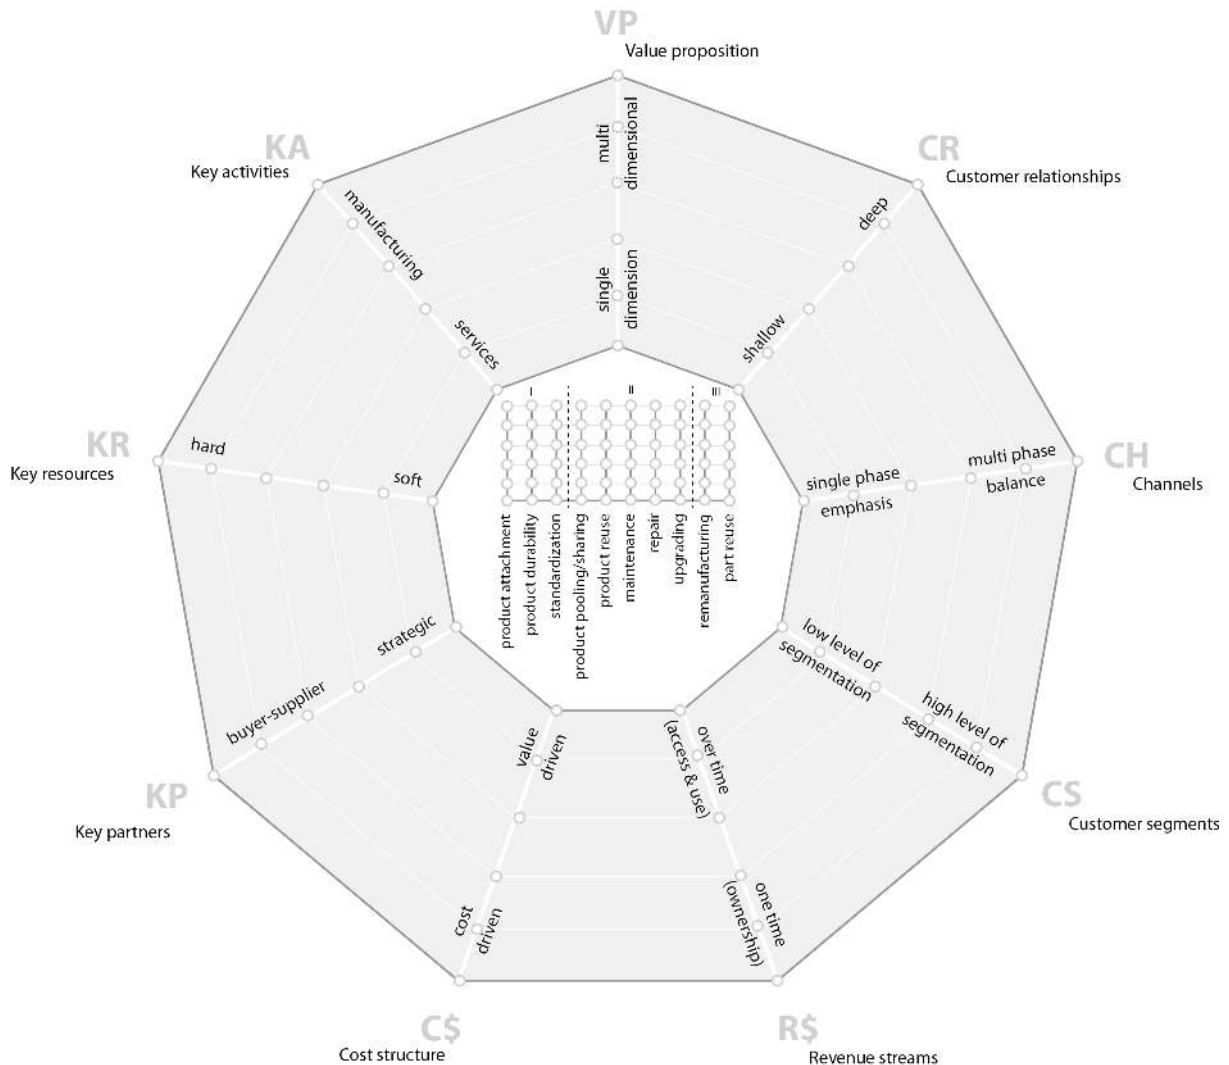 VP
Value proposition
multi
dimensional
single
dimension
CR
Customer relationships
deep
shallow
CH
Channels
multi phase
balance
single phase
emphasis
CS
Customer segments
low level of
segmentation
high level of
segmentation
R$
Revenue streams
over time
(access & use)
one time
(ownership)
C$
Cost structure
value
driven
cost
driven
KP
Key partners
strategic
buyer-supplier
KR
Key resources
hard
soft
KA
Key activities
manufacturing
services
I
II
III
product attachment
product durability
standardization
product pooling/sharing
product reuse
maintenance
repair
upgrading
remanufacturing
part reuse